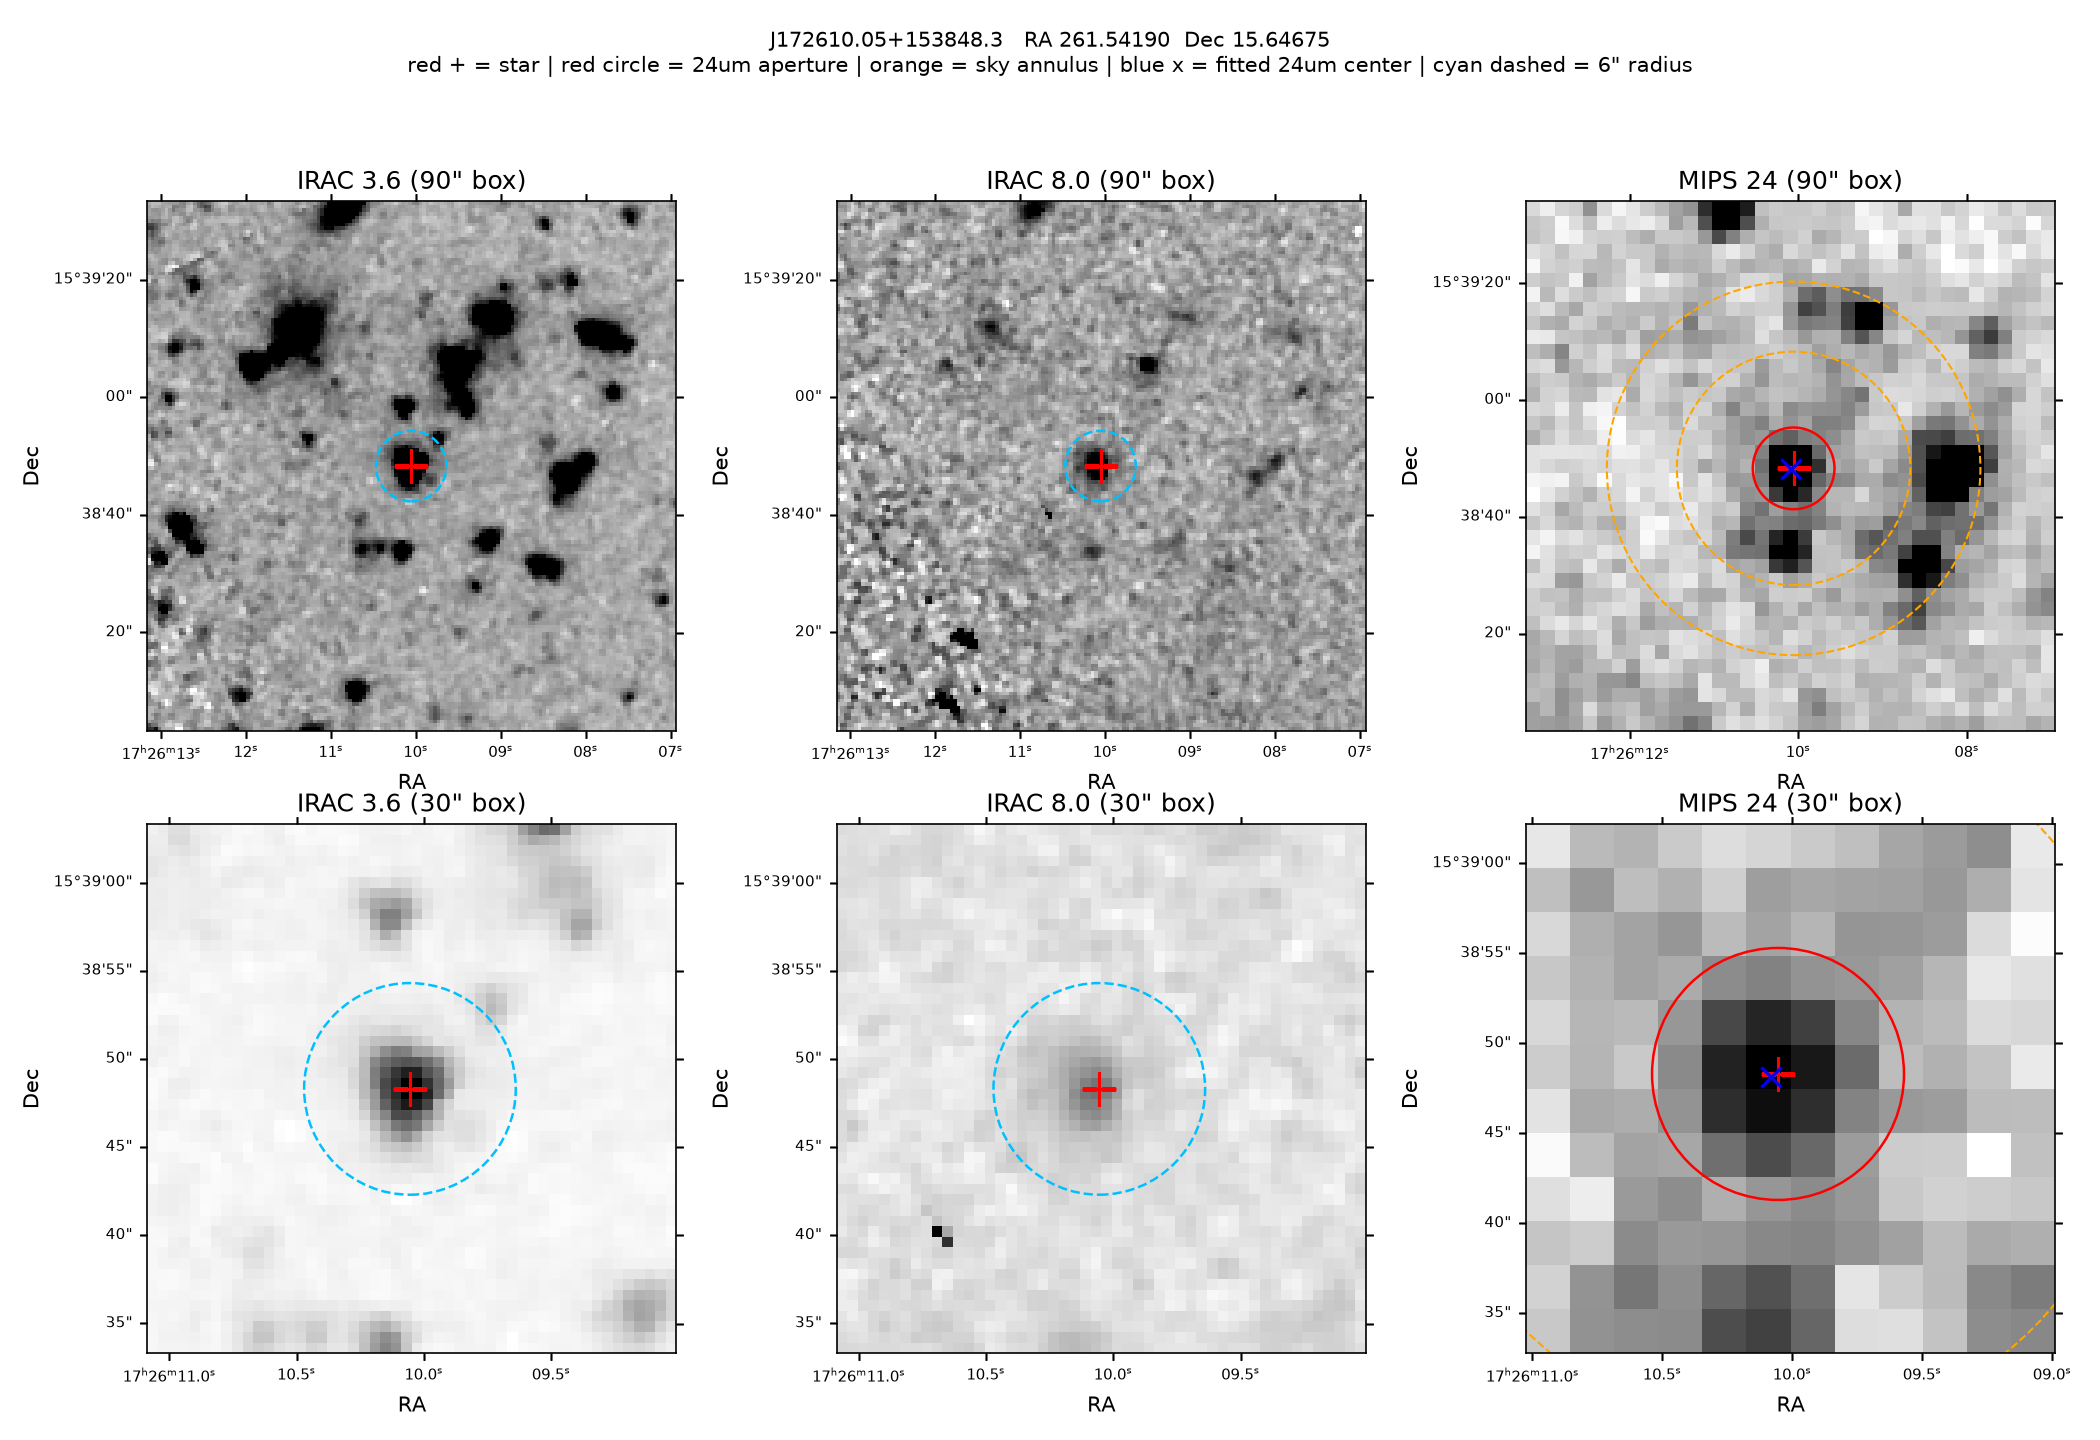 J172610.05+153848.3   RA 261.54190  Dec 15.64675
red + = star | red circle = 24um aperture | orange = sky annulus | blue x = fitted 24um center | cyan dashed = 6" radius
IRAC 3.6 (90" box)
15°39'20"
00"
38'40"
20"
Dec
17h26m13s 12s 11s 10s 09s 08s 07s
RA
IRAC 8.0 (90" box)
15°39'20"
00"
38'40"
20"
Dec
17h26m13s 12s 11s 10s 09s 08s 07s
RA
MIPS 24 (90" box)
15°39'20"
00"
38'40"
20"
Dec
17h26m12s 10s 08s
RA
IRAC 3.6 (30" box)
15°39'00"
38'55"
50"
45"
40"
35"
Dec
17h26m11.0s 10.5s 10.0s 09.5s
RA
IRAC 8.0 (30" box)
15°39'00"
38'55"
50"
45"
40"
35"
Dec
17h26m11.0s 10.5s 10.0s 09.5s
RA
MIPS 24 (30" box)
15°39'00"
38'55"
50"
45"
40"
35"
Dec
17h26m11.0s 10.5s 10.0s 09.5s 09.0s
RA